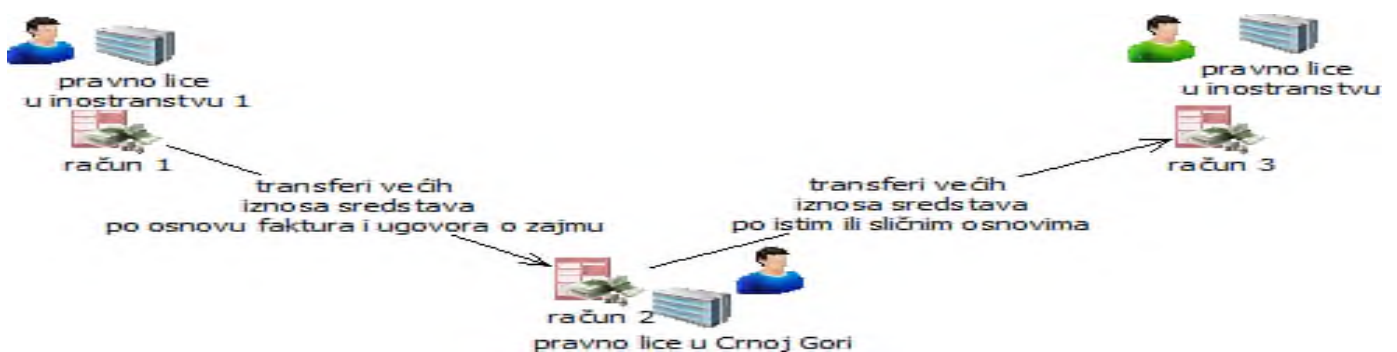 pravno lice
u inostranstvu 1
račun 1
transferi većih
iznosa sredstava
po osnovu faktura i ugovora o zajmu
račun 2
pravno lice u Crnoj Gori
transferi većih
iznosa sredstava
po istim ili sličnim osnovima
pravno lice
u inostranstvu
račun 3